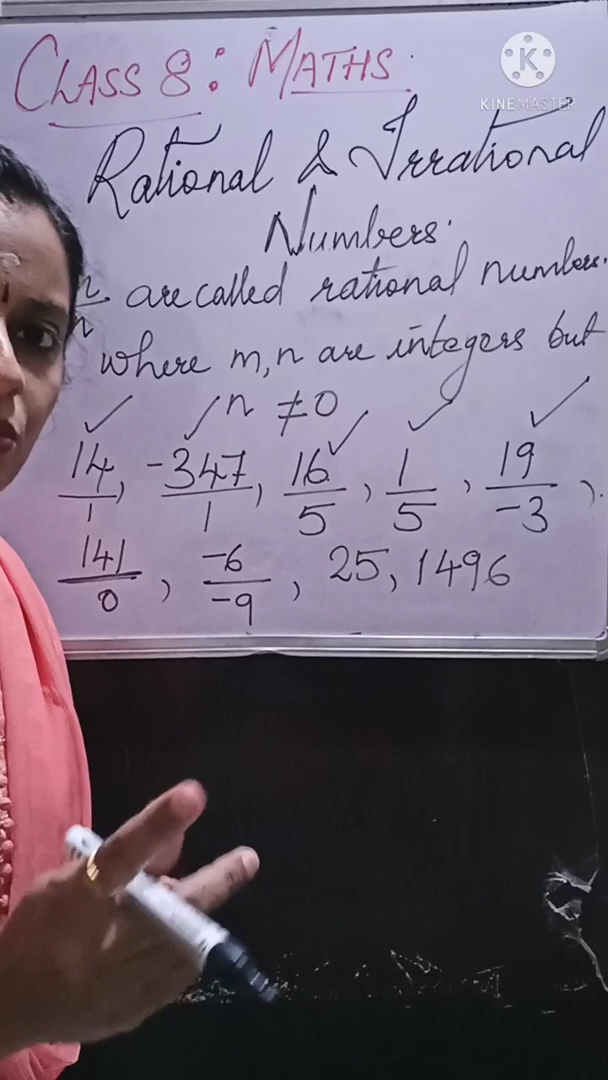 CLASS 8: MATHS.
KINEMASTER
Rational & Irrational
Numbers.
are called rational numbers.
where m, n are integers but
n ≠ 0
14/1, -347/1, 16/5, 1/5, 19/-3,
141/0, -6/-9, 25, 1496